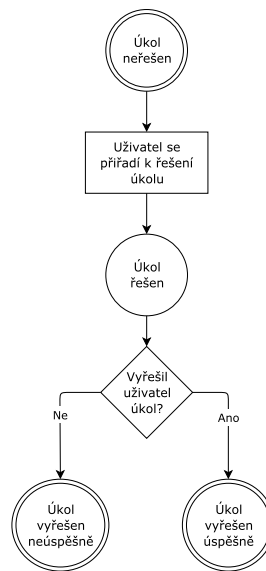 Úkol
neřešen
Uživatel se
přiřadí k řešení
úkolu
Úkol
řešen
Vyřešil
uživatel
úkol?
Ne
Ano
Úkol
vyřešen
neúspěšně
Úkol
vyřešen
úspěšně